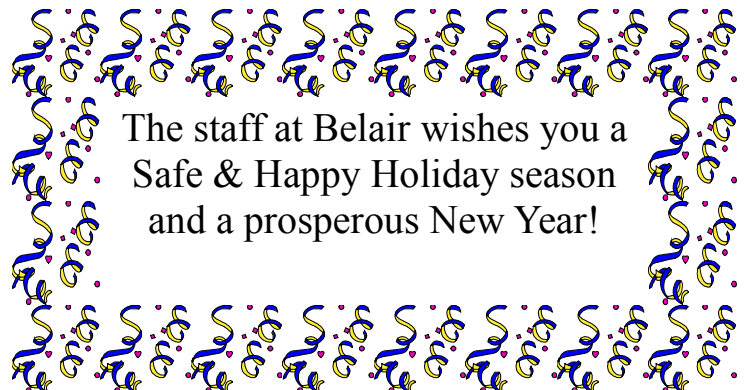 The staff at Belair wishes you a
Safe & Happy Holiday season
and a prosperous New Year!